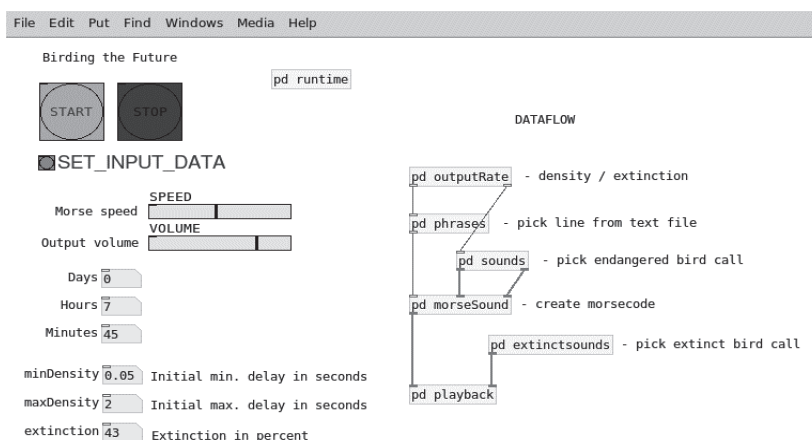 File Edit Put Find Windows Media Help
Birding the Future
pd runtime
START STOP
SET_INPUT_DATA
SPEED
Morse speed
VOLUME
Output volume
Days 0
Hours 7
Minutes 45
minDensity 0.05 Initial min. delay in seconds
maxDensity 2 Initial max. delay in seconds
extinction 43 Extinction in percent
DATAFLOW
pd outputRate - density / extinction
pd phrases - pick line from text file
pd sounds - pick endangered bird call
pd morseSound - create morsecode
pd extinctsounds - pick extinct bird call
pd playback